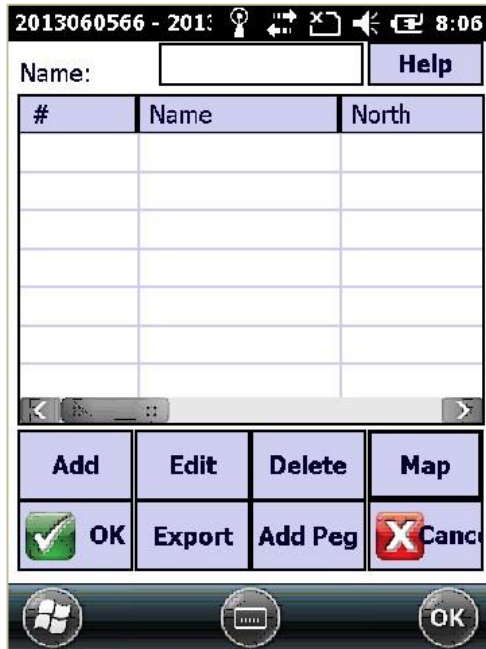 2013060566 - 201: 8:06
Name: Help
# Name North
Add Edit Delete Map
OK Export Add Peg Canc
OK